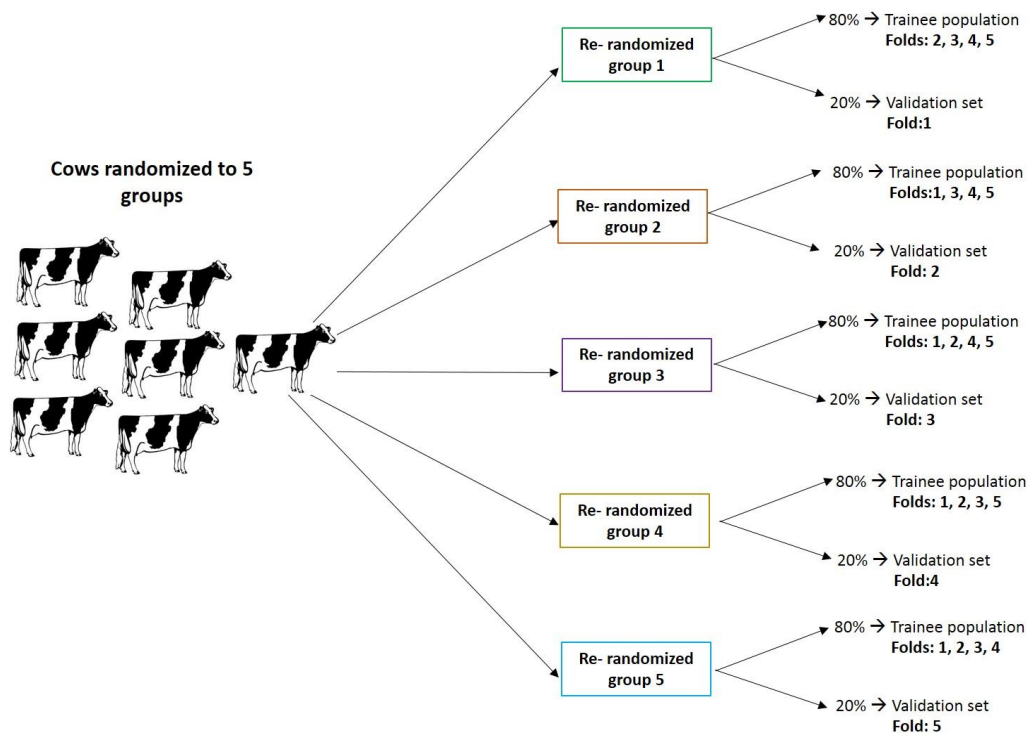 Cows randomized to 5
groups
Re- randomized
group 1
80% → Trainee population
Folds: 2, 3, 4, 5
20% → Validation set
Fold:1
Re- randomized
group 2
80% → Trainee population
Folds:1, 3, 4, 5
20% → Validation set
Fold: 2
Re- randomized
group 3
80% → Trainee population
Folds: 1, 2, 4, 5
20% → Validation set
Fold: 3
Re- randomized
group 4
80% → Trainee population
Folds: 1, 2, 3, 5
20% → Validation set
Fold:4
Re- randomized
group 5
80% → Trainee population
Folds: 1, 2, 3, 4
20% → Validation set
Fold: 5